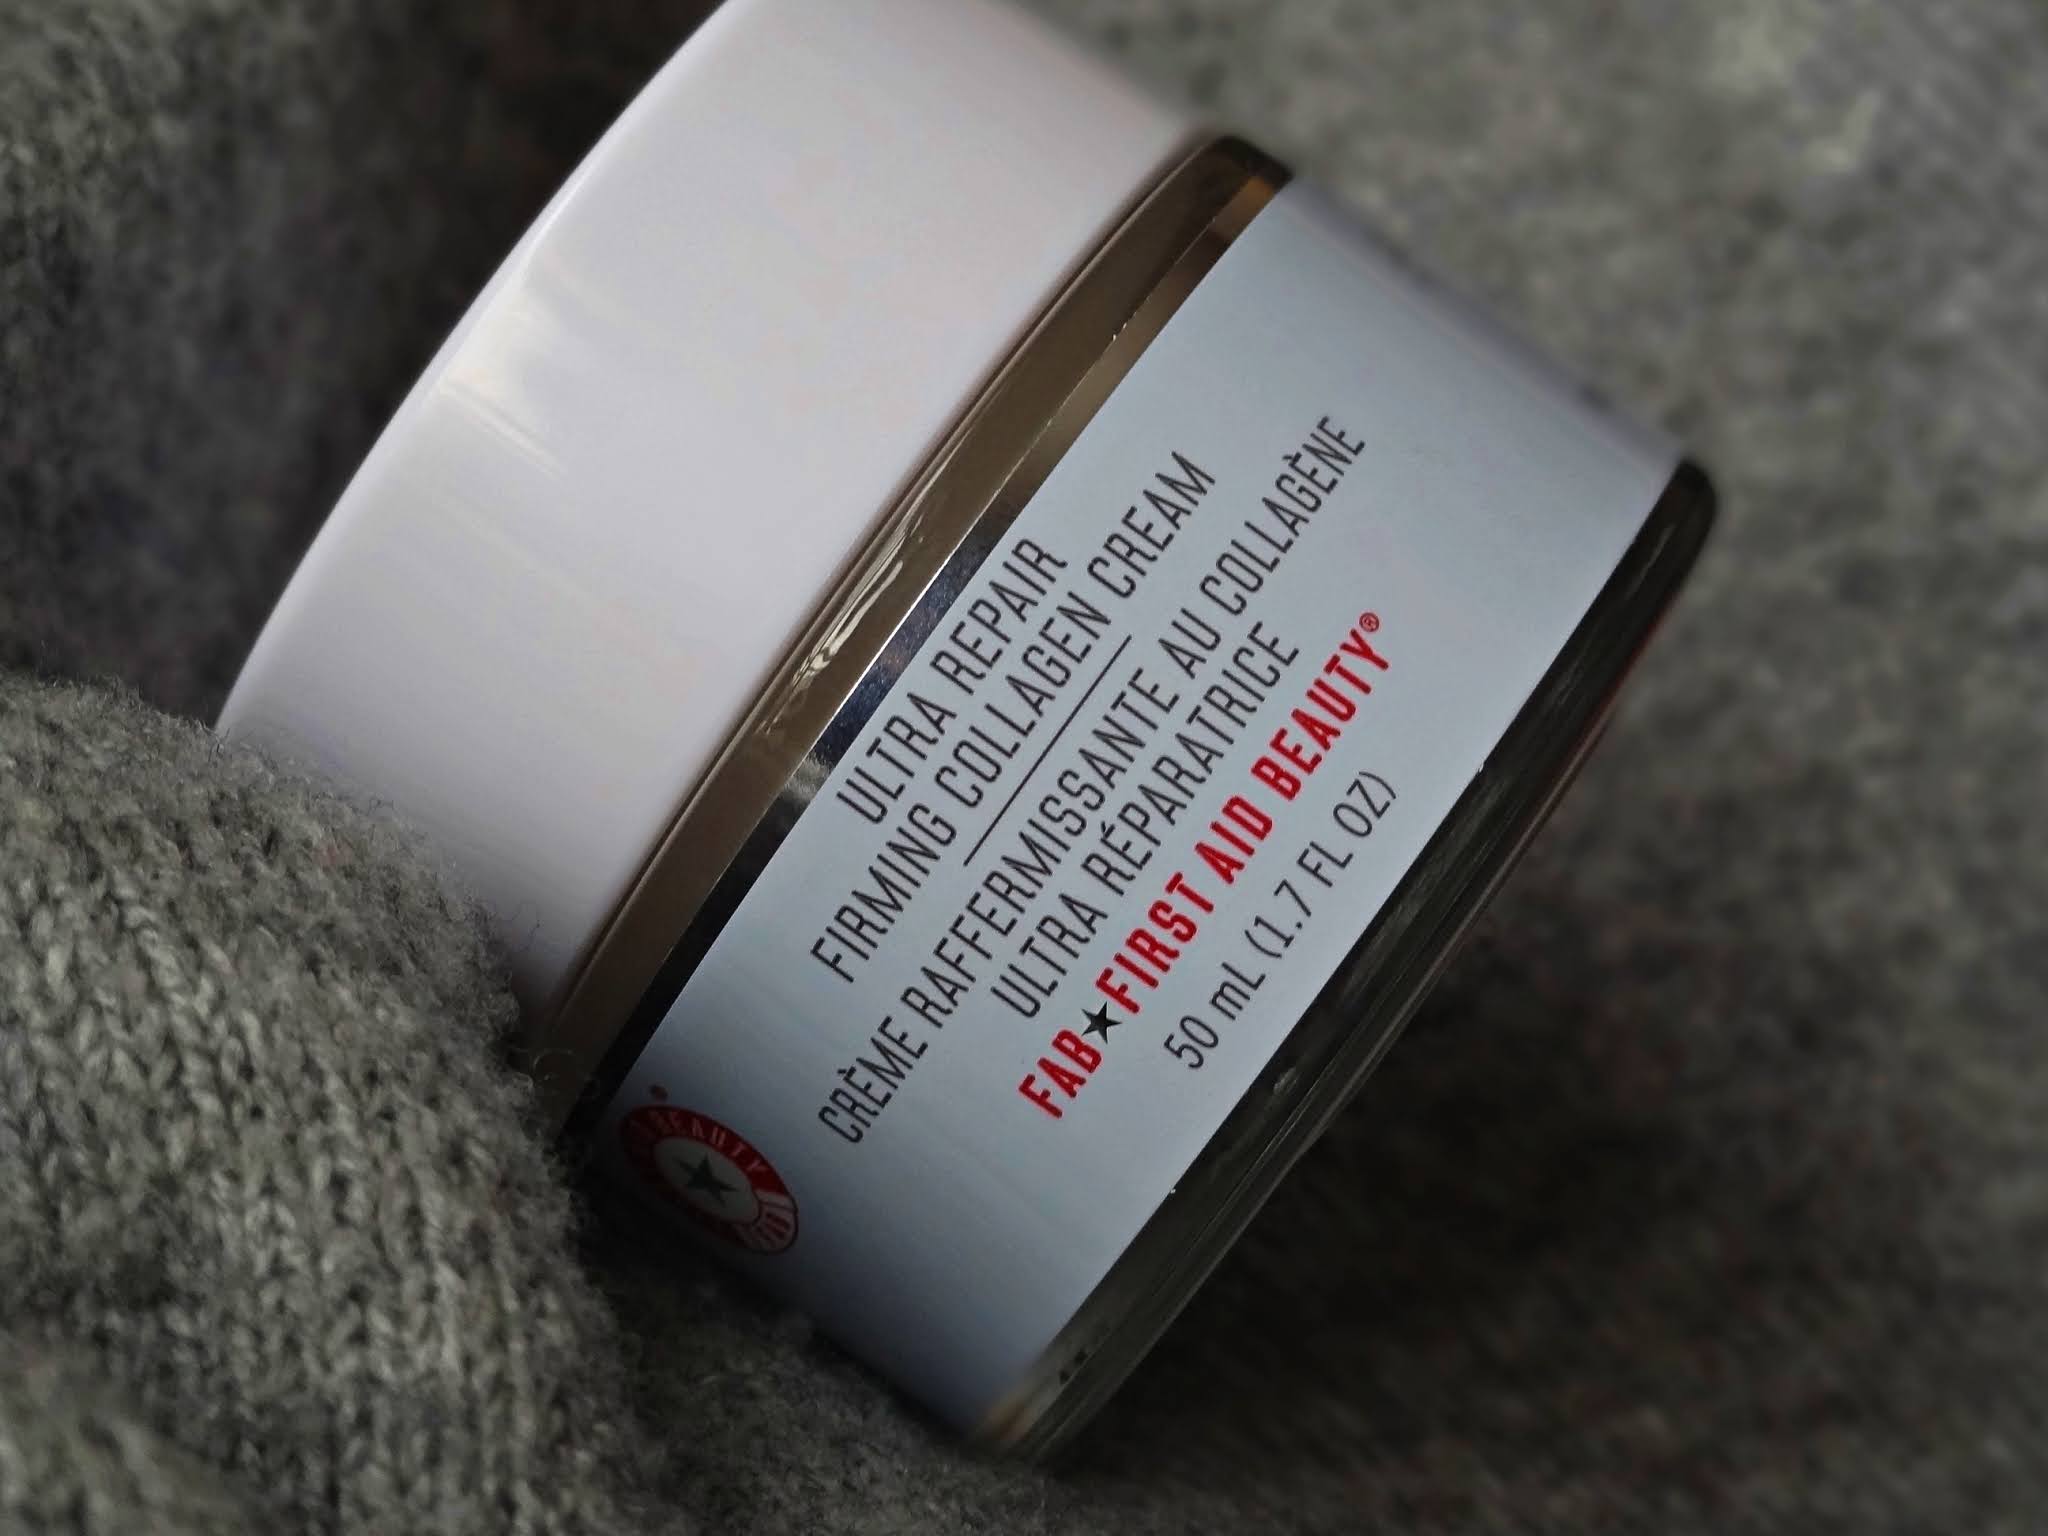 ULTRA REPAIR
FIRMING COLLAGEN CREAM
CRÈME RAFFERMISSANTE AU COLLAGÈNE
ULTRA RÉPARATRICE
FAB★FIRST AID BEAUTY®
50 mL (1.7 FL OZ)
BEAUTY